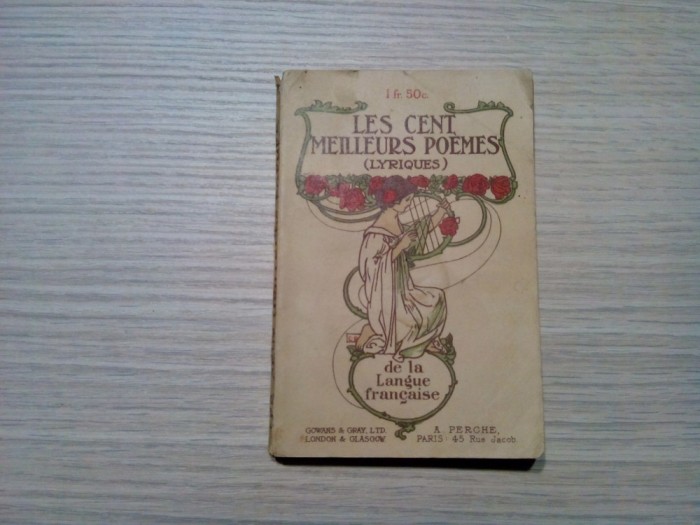 1 fr. 50c.
LES CENT
MEILLEURS POÈMES
(LYRIQUES)
de la
Langue
française
GOWANS & GRAY, LTD.
LONDON & GLASGOW
A. PERCHE,
PARIS · 45 Rue Jacob.